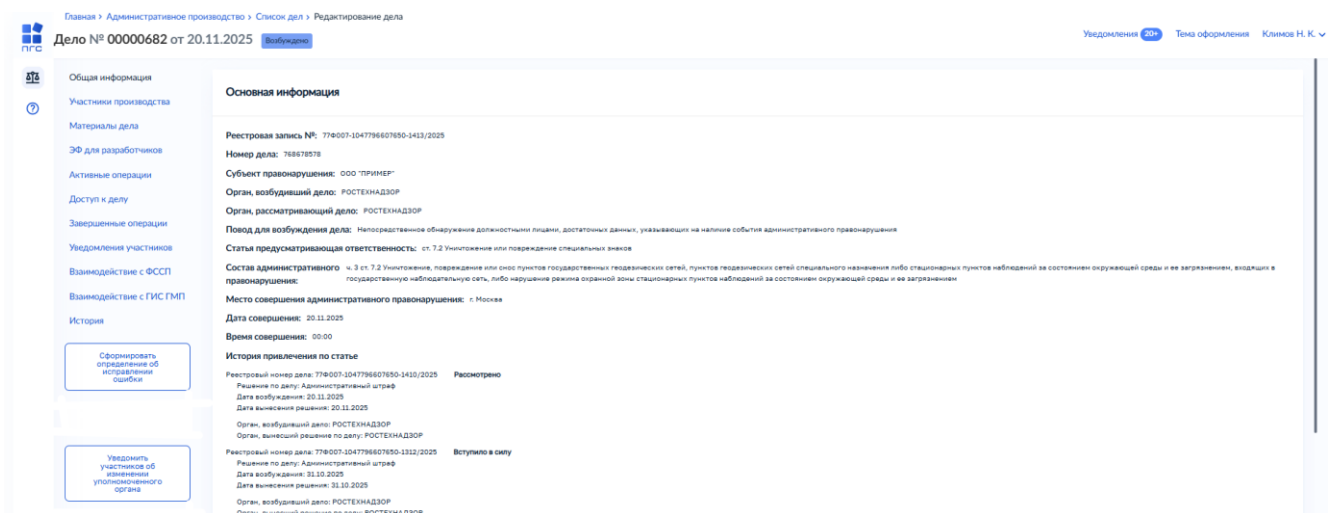 Главная > Административное производство > Список дел > Редактирование дела
Дело № 00000682 от 20.11.2025 Возбуждено
Уведомления 20+ Тема оформления Климов Н. К.
ПГС
Общая информация
Участники производства
Материалы дела
ЭФ для разработчиков
Активные операции
Доступ к делу
Завершенные операции
Уведомления участников
Взаимодействие с ФССП
Взаимодействие с ГИС ГМП
История
Сформировать
определение об
исправлении
ошибки
Уведомить
участников об
изменении
уполномоченного
органа
Основная информация
Реестровая запись №: 77Ф007-1047796607650-1413/2025
Номер дела: 768678578
Субъект правонарушения: ООО "ПРИМЕР"
Орган, возбудивший дело: РОСТЕХНАДЗОР
Орган, рассматривающий дело: РОСТЕХНАДЗОР
Повод для возбуждения дела: Непосредственное обнаружение должностными лицами, достаточных данных, указывающих на наличие события административного правонарушения
Статья предусматривающая ответственность: ст. 7.2 Уничтожение или повреждение специальных знаков
Состав административного правонарушения: ч. 3 ст. 7.2 Уничтожение, повреждение или снос пунктов государственных геодезических сетей, пунктов геодезических сетей специального назначения либо стационарных пунктов наблюдений за состоянием окружающей среды и ее загрязнением, входящих в
государственную наблюдательную сеть, либо нарушение режима охранной зоны стационарных пунктов наблюдений за состоянием окружающей среды и ее загрязнением
Место совершения административного правонарушения: г. Москва
Дата совершения: 20.11.2025
Время совершения: 00:00
История привлечения по статье
Реестровый номер дела: 77Ф007-1047796607650-1410/2025 Рассмотрено
Решение по делу: Административный штраф
Дата возбуждения: 20.11.2025
Дата вынесения решения: 20.11.2025
Орган, возбудивший дело: РОСТЕХНАДЗОР
Орган, вынесший решение по делу: РОСТЕХНАДЗОР
Реестровый номер дела: 77Ф007-1047796607650-1312/2025 Вступило в силу
Решение по делу: Административный штраф
Дата возбуждения: 31.10.2025
Дата вынесения решения: 31.10.2025
Орган, возбудивший дело: РОСТЕХНАДЗОР
Орган, вынесший решение по делу: РОСТЕХНАДЗОР